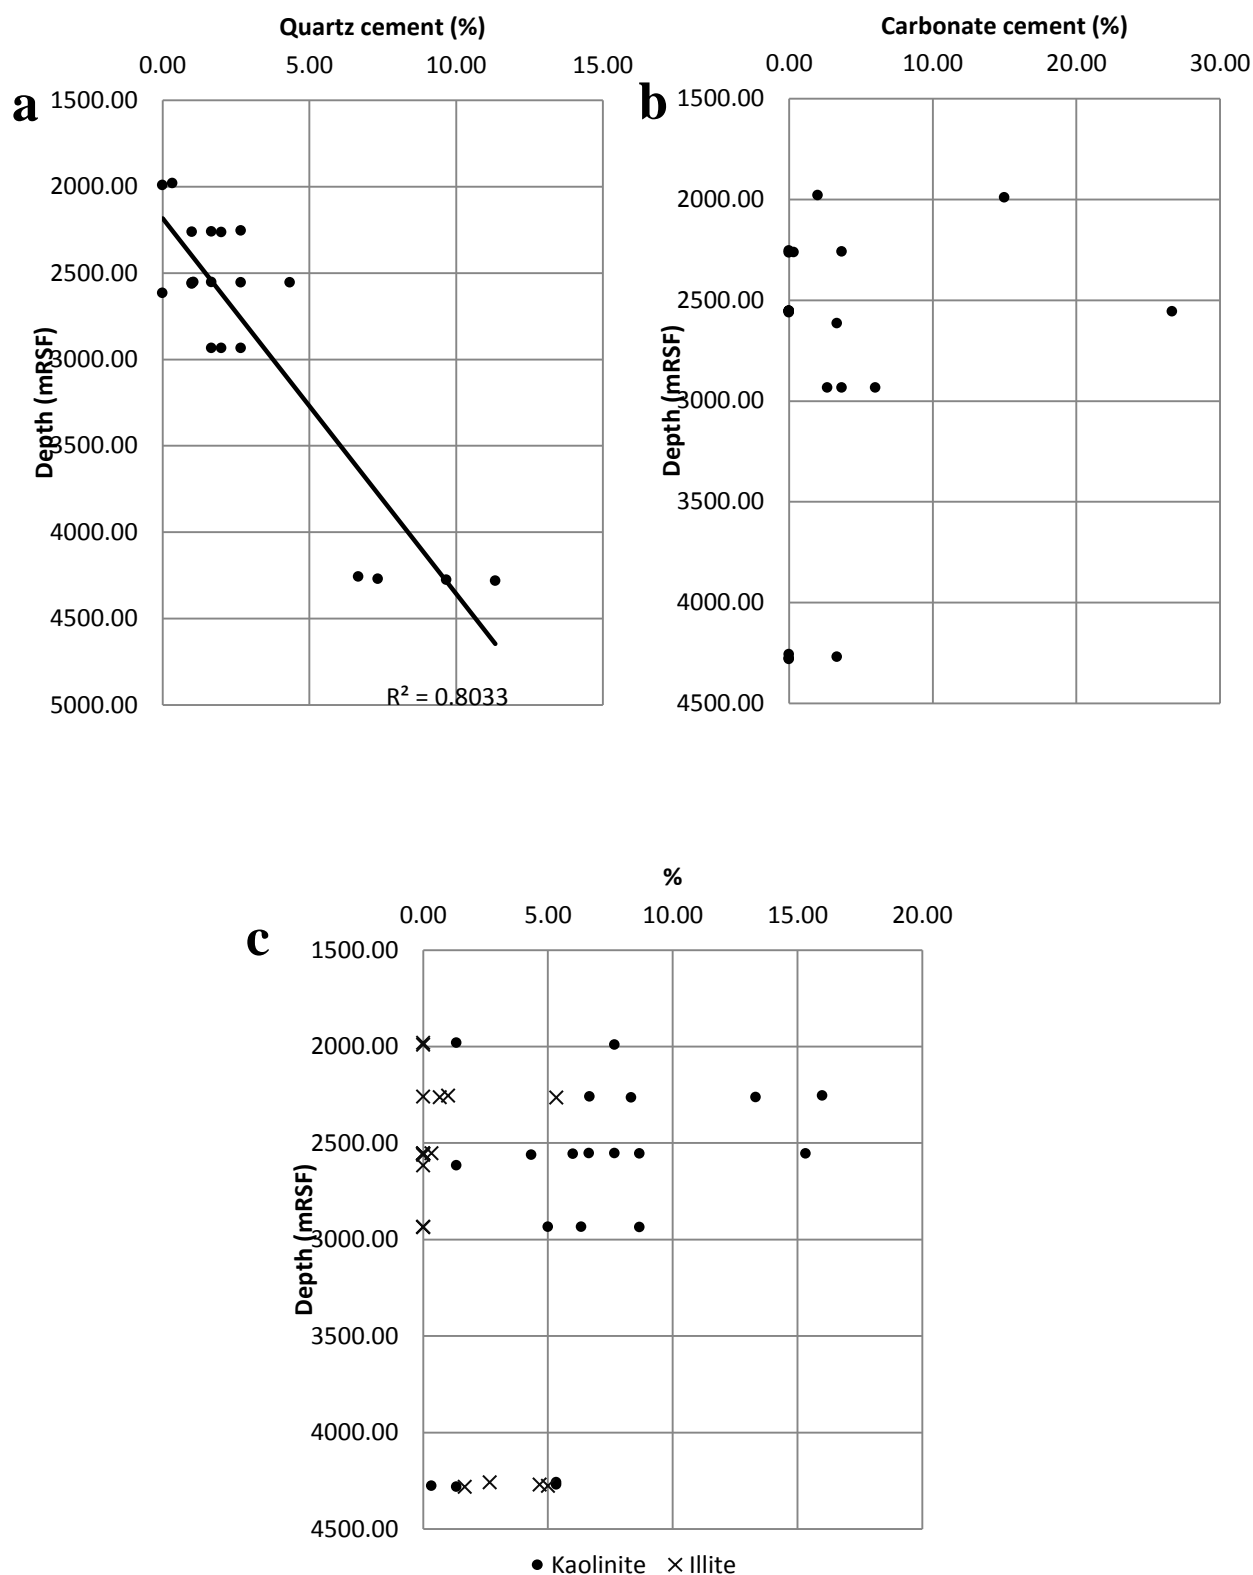 Quartz cement (%)
0.00 5.00 10.00 15.00
a
1500.00
2000.00
2500.00
3000.00
3500.00
4000.00
4500.00
5000.00
Depth (mRSF)
R² = 0.8033
Carbonate cement (%)
0.00 10.00 20.00 30.00
b
1500.00
2000.00
2500.00
3000.00
3500.00
4000.00
4500.00
Depth (mRSF)
%
0.00 5.00 10.00 15.00 20.00
c
1500.00
2000.00
2500.00
3000.00
3500.00
4000.00
4500.00
Depth (mRSF)
Kaolinite Illite